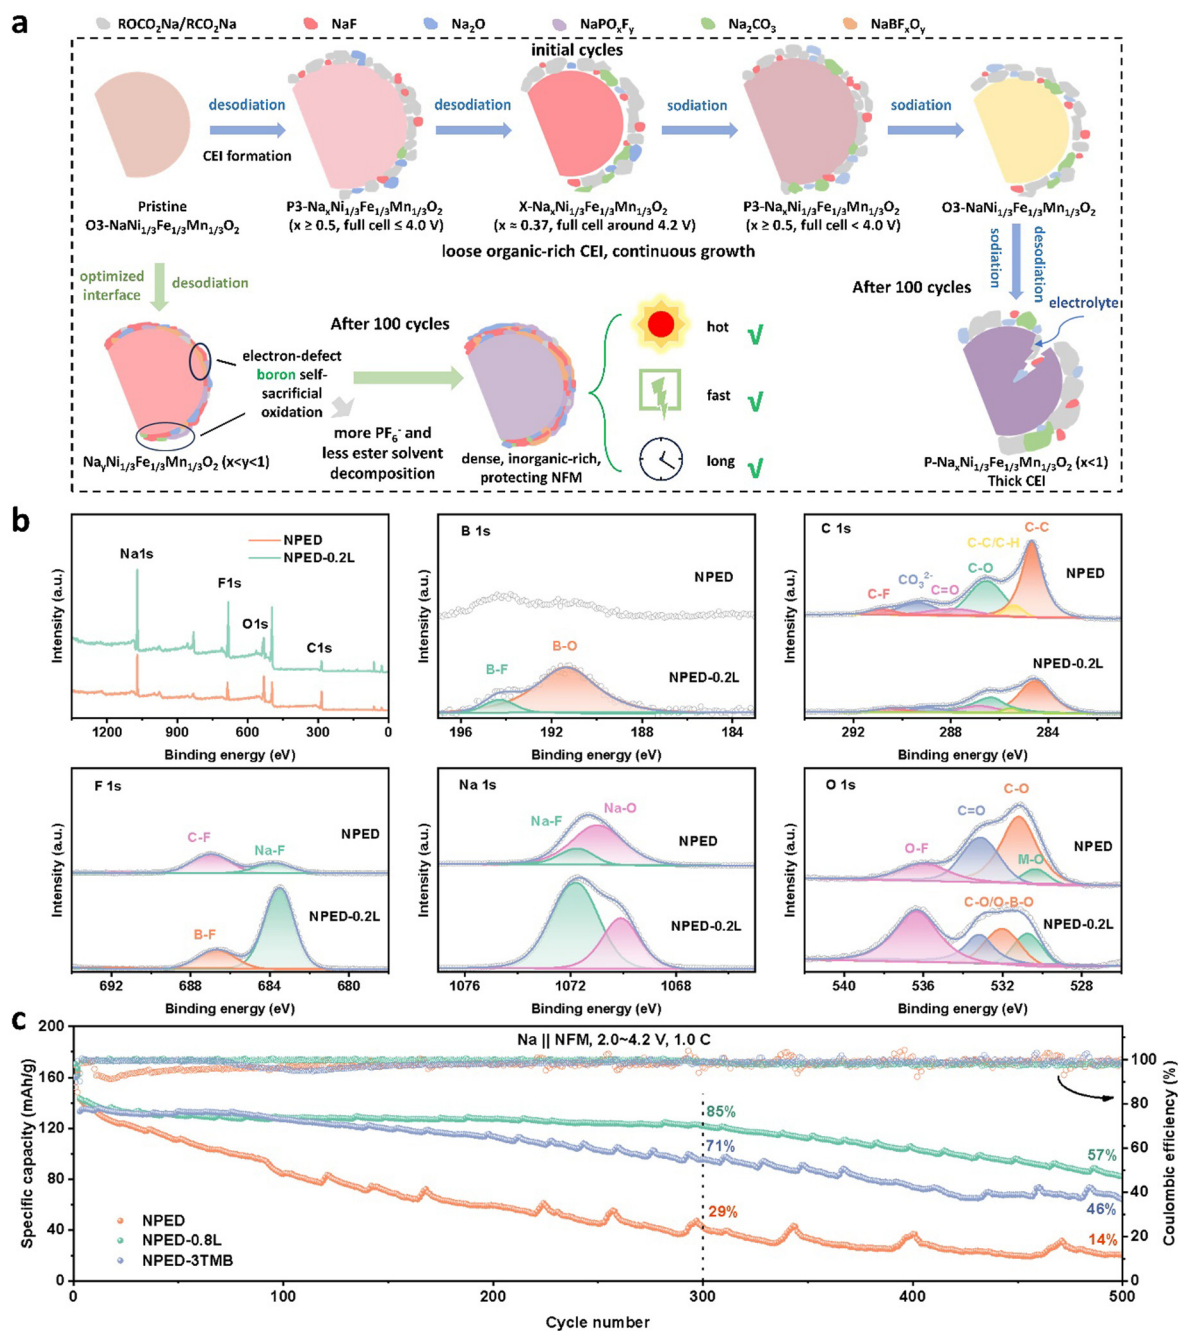 a
ROCO₂Na/RCO₂Na NaF Na₂O NaPOₓFᵧ Na₂CO₃ NaBFₓOᵧ
initial cycles
desodiation
CEI formation
desodiation
sodiation
sodiation
Pristine
O3-NaNi1/3Fe1/3Mn1/3O₂
P3-NaₓNi1/3Fe1/3Mn1/3O₂
(x ≥ 0.5, full cell ≤ 4.0 V)
X-NaₓNi1/3Fe1/3Mn1/3O₂
(x ≈ 0.37, full cell around 4.2 V)
P3-NaₓNi1/3Fe1/3Mn1/3O₂
(x ≥ 0.5, full cell < 4.0 V)
O3-NaNi1/3Fe1/3Mn1/3O₂
loose organic-rich CEI, continuous growth
optimized
interface
desodiation
sodiation
desodiation
After 100 cycles
electrolyte
After 100 cycles
electron-defect
boron self-
sacrificial
oxidation
more PF₆⁻ and
less ester solvent
decomposition
hot √
fast √
long √
NaᵧNi1/3Fe1/3Mn1/3O₂ (x<y<1)
dense, inorganic-rich,
protecting NFM
P-NaₓNi1/3Fe1/3Mn1/3O₂ (x<1)
Thick CEI
b
Na1s
F1s
O1s
C1s
NPED
NPED-0.2L
Intensity (a.u.)
1200 900 600 300 0
Binding energy (eV)
B 1s
NPED
B-F
B-O
NPED-0.2L
Intensity (a.u.)
196 192 188 184
Binding energy (eV)
C 1s
C-C
C-C/C-H
C-O
CO₃²⁻
C=O
C-F
NPED
NPED-0.2L
Intensity (a.u.)
292 288 284
Binding energy (eV)
F 1s
NPED
C-F
Na-F
NPED-0.2L
B-F
Intensity (a.u.)
692 688 684 680
Binding energy (eV)
Na 1s
Na-O
Na-F
NPED
NPED-0.2L
Intensity (a.u.)
1076 1072 1068
Binding energy (eV)
O 1s
C-O
C=O
NPED
O-F
M-O
C-O/O-B-O
NPED-0.2L
Intensity (a.u.)
540 536 532 528
Binding energy (eV)
c
Na || NFM, 2.0~4.2 V, 1.0 C
Specific capacity (mAh/g)
200
160
120
80
40
0
85%
71%
29%
57%
46%
14%
NPED
NPED-0.8L
NPED-3TMB
100
80
60
40
20
0
Coulombic efficiency (%)
0 100 200 300 400 500
Cycle number